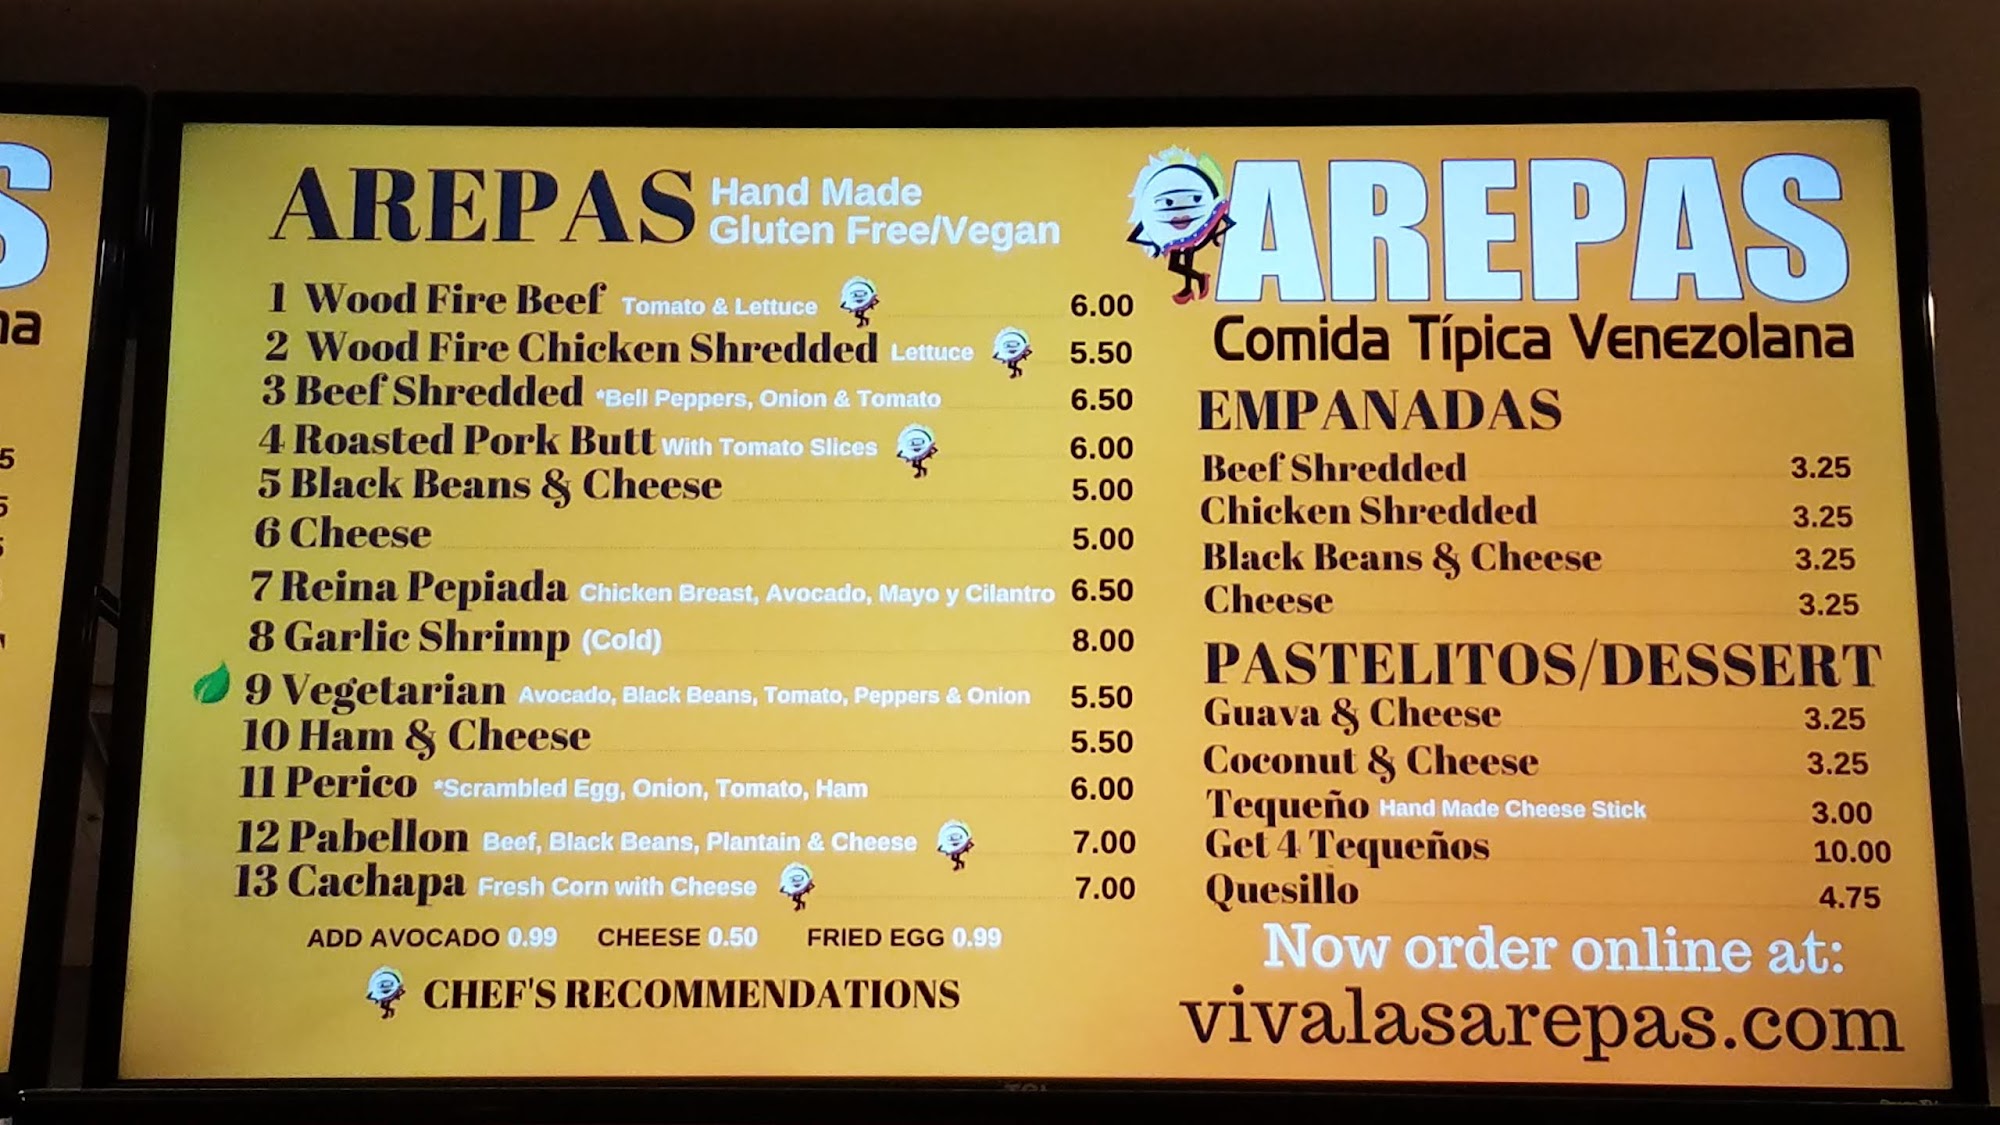 AREPAS Hand Made
Gluten Free/Vegan
1 Wood Fire Beef Tomato & Lettuce 6.00
2 Wood Fire Chicken Shredded Lettuce 5.50
3 Beef Shredded *Bell Peppers, Onion & Tomato 6.50
4 Roasted Pork Butt With Tomato Slices 6.00
5 Black Beans & Cheese 5.00
6 Cheese 5.00
7 Reina Pepiada Chicken Breast, Avocado, Mayo y Cilantro 6.50
8 Garlic Shrimp (Cold) 8.00
9 Vegetarian Avocado, Black Beans, Tomato, Peppers & Onion 5.50
10 Ham & Cheese 5.50
11 Perico *Scrambled Egg, Onion, Tomato, Ham 6.00
12 Pabellon Beef, Black Beans, Plantain & Cheese 7.00
13 Cachapa Fresh Corn with Cheese 7.00
ADD AVOCADO 0.99 CHEESE 0.50 FRIED EGG 0.99
CHEF'S RECOMMENDATIONS
AREPAS
Comida Típica Venezolana
EMPANADAS
Beef Shredded 3.25
Chicken Shredded 3.25
Black Beans & Cheese 3.25
Cheese 3.25
PASTELITOS/DESSERT
Guava & Cheese 3.25
Coconut & Cheese 3.25
Tequeño Hand Made Cheese Stick 3.00
Get 4 Tequeños 10.00
Quesillo 4.75
Now order online at:
vivalasarepas.com